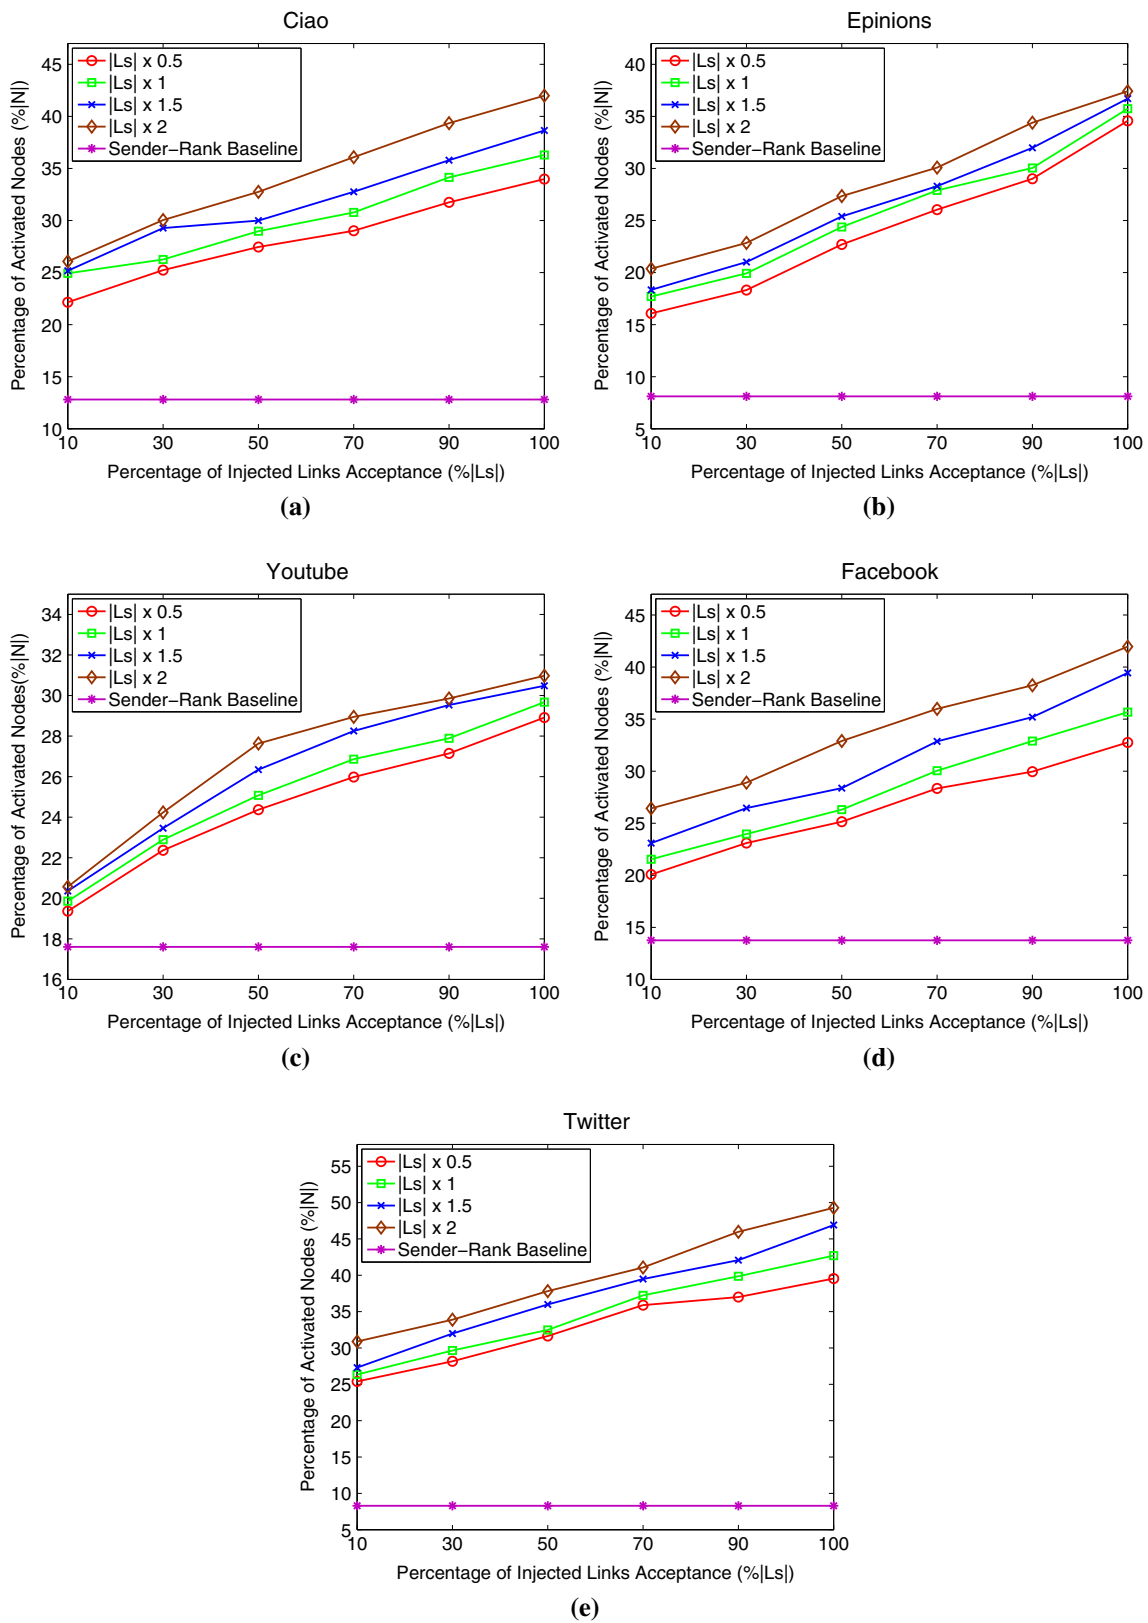 Ciao
45
40
35
30
25
20
15
10
10 30 50 70 90 100
|Ls| x 0.5
|Ls| x 1
|Ls| x 1.5
|Ls| x 2
Sender-Rank Baseline
Percentage of Activated Nodes (%|N|)
Percentage of Injected Links Acceptance (%|Ls|)
(a)
Epinions
40
35
30
25
20
15
10
5
10 30 50 70 90 100
|Ls| x 0.5
|Ls| x 1
|Ls| x 1.5
|Ls| x 2
Sender-Rank Baseline
Percentage of Activated Nodes (%|N|)
Percentage of Injected Links Acceptance (%|Ls|)
(b)
Youtube
34
32
30
28
26
24
22
20
18
16
10 30 50 70 90 100
|Ls| x 0.5
|Ls| x 1
|Ls| x 1.5
|Ls| x 2
Sender-Rank Baseline
Percentage of Activated Nodes(%|N|)
Percentage of Injected Links Acceptance (%|Ls|)
(c)
Facebook
45
40
35
30
25
20
15
10
10 30 50 70 90 100
|Ls| x 0.5
|Ls| x 1
|Ls| x 1.5
|Ls| x 2
Sender-Rank Baseline
Percentage of Activated Nodes (%|N|)
Percentage of Injected Links Acceptance (%|Ls|)
(d)
Twitter
55
50
45
40
35
30
25
20
15
10
5
10 30 50 70 90 100
|Ls| x 0.5
|Ls| x 1
|Ls| x 1.5
|Ls| x 2
Sender-Rank Baseline
Percentage of Activated Nodes (%|N|)
Percentage of Injected Links Acceptance (%|Ls|)
(e)